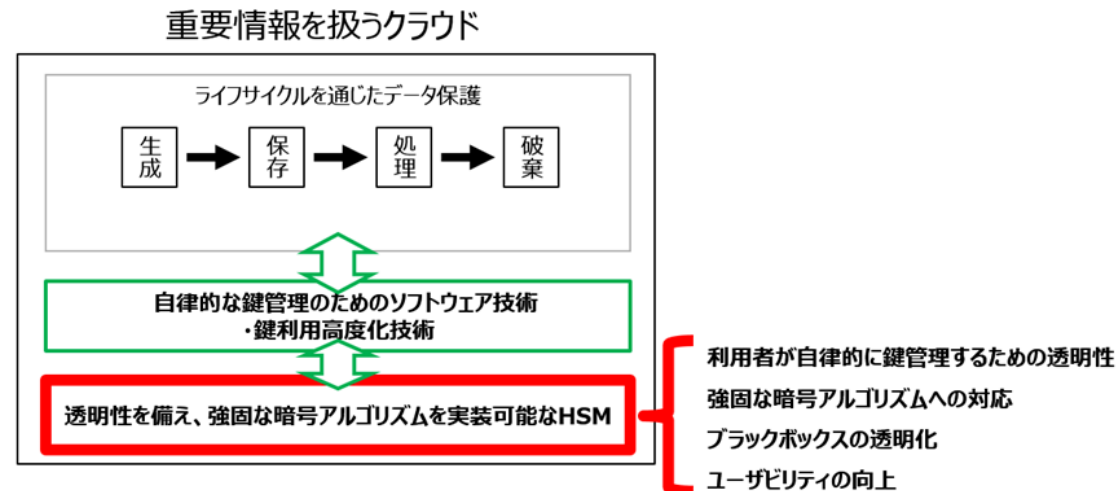 重要情報を扱うクラウド
ライフサイクルを通じたデータ保護
生成
保存
処理
破棄
自律的な鍵管理のためのソフトウェア技術
・鍵利用高度化技術
透明性を備え、強固な暗号アルゴリズムを実装可能なHSM
利用者が自律的に鍵管理するための透明性
強固な暗号アルゴリズムへの対応
ブラックボックスの透明化
ユーザビリティの向上